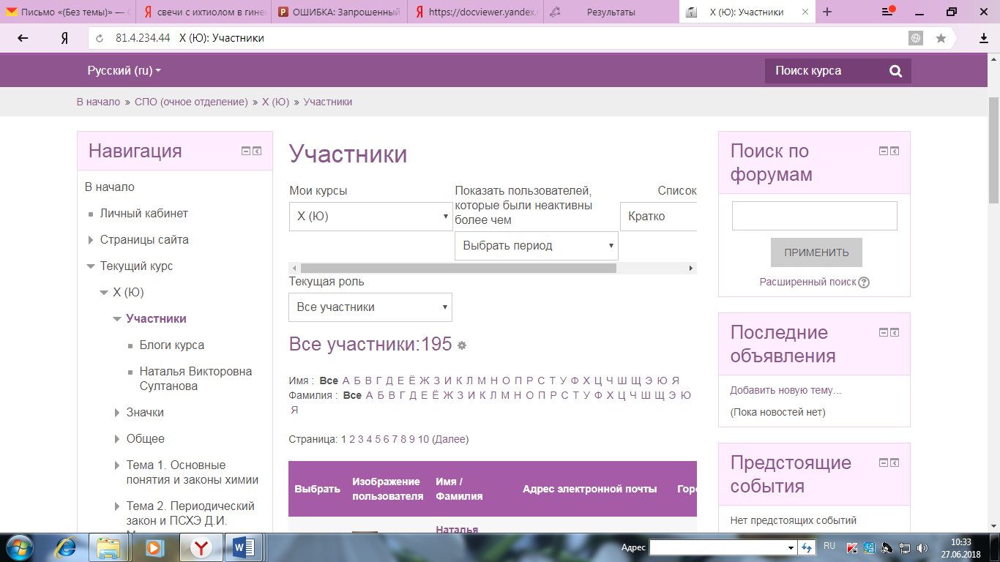 Письмо «(Без темы)» — 
свечи с ихтиолом в гине
ОШИБКА: Запрошенный
https://docviewer.yandex.
Результаты
Х (Ю): Участники
81.4.234.44 Х (Ю): Участники
Русский (ru)
Поиск курса
В начало » СПО (очное отделение) » Х (Ю) » Участники
Навигация
В начало
Личный кабинет
Страницы сайта
Текущий курс
Х (Ю)
Участники
Блоги курса
Наталья Викторовна
Султанова
Значки
Общее
Тема 1. Основные
понятия и законы химии
Тема 2. Периодический
закон и ПСХЭ Д.И.
Участники
Мои курсы
Х (Ю)
Показать пользователей,
которые были неактивны
более чем
Выбрать период
Список
Кратко
Текущая роль
Все участники
Все участники:195
Имя : Все А Б В Г Д Е Ё Ж З И К Л М Н О П Р С Т У Ф Х Ц Ч Ш Щ Э Ю Я
Фамилия : Все А Б В Г Д Е Ё Ж З И К Л М Н О П Р С Т У Ф Х Ц Ч Ш Щ Э Ю
Я
Страница: 1 2 3 4 5 6 7 8 9 10 (Далее)
Выбрать
Изображение
пользователя
Имя /
Фамилия
Адрес электронной почты
Горо
Наталья
Поиск по
форумам
ПРИМЕНИТЬ
Расширенный поиск
Последние
объявления
Добавить новую тему...
(Пока новостей нет)
Предстоящие
события
Нет предстоящих событий
Адрес
RU
10:33
27.06.2018